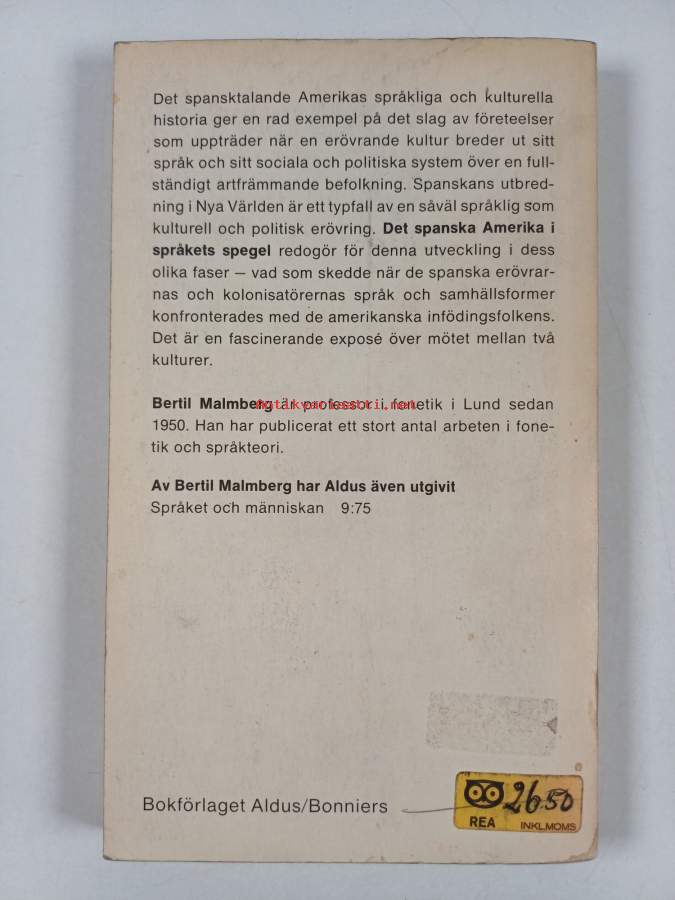 Det spansktalande Amerikas språkliga och kulturella
historia ger en rad exempel på det slag av företeelser
som uppträder när en erövrande kultur breder ut sitt
språk och sitt sociala och politiska system över en full-
ständigt artfrämmande befolkning. Spanskans utbred-
ning i Nya Världen är ett typfall av en såväl språklig som
kulturell och politisk erövring. Det spanska Amerika i
språkets spegel redogör för denna utveckling i dess
olika faser – vad som skedde när de spanska erövrar-
nas och kolonisatörernas språk och samhällsformer
konfronterades med de amerikanska infödingsfolkens.
Det är en fascinerande exposé över mötet mellan två
kulturer.
Bertil Malmberg är professor i fonetik i Lund sedan
1950. Han har publicerat ett stort antal arbeten i fone-
tik och språkteori.
Av Bertil Malmberg har Aldus även utgivit
Språket och människan 9:75
Bokförlaget Aldus/Bonniers
2650
REA INKL.MOMS